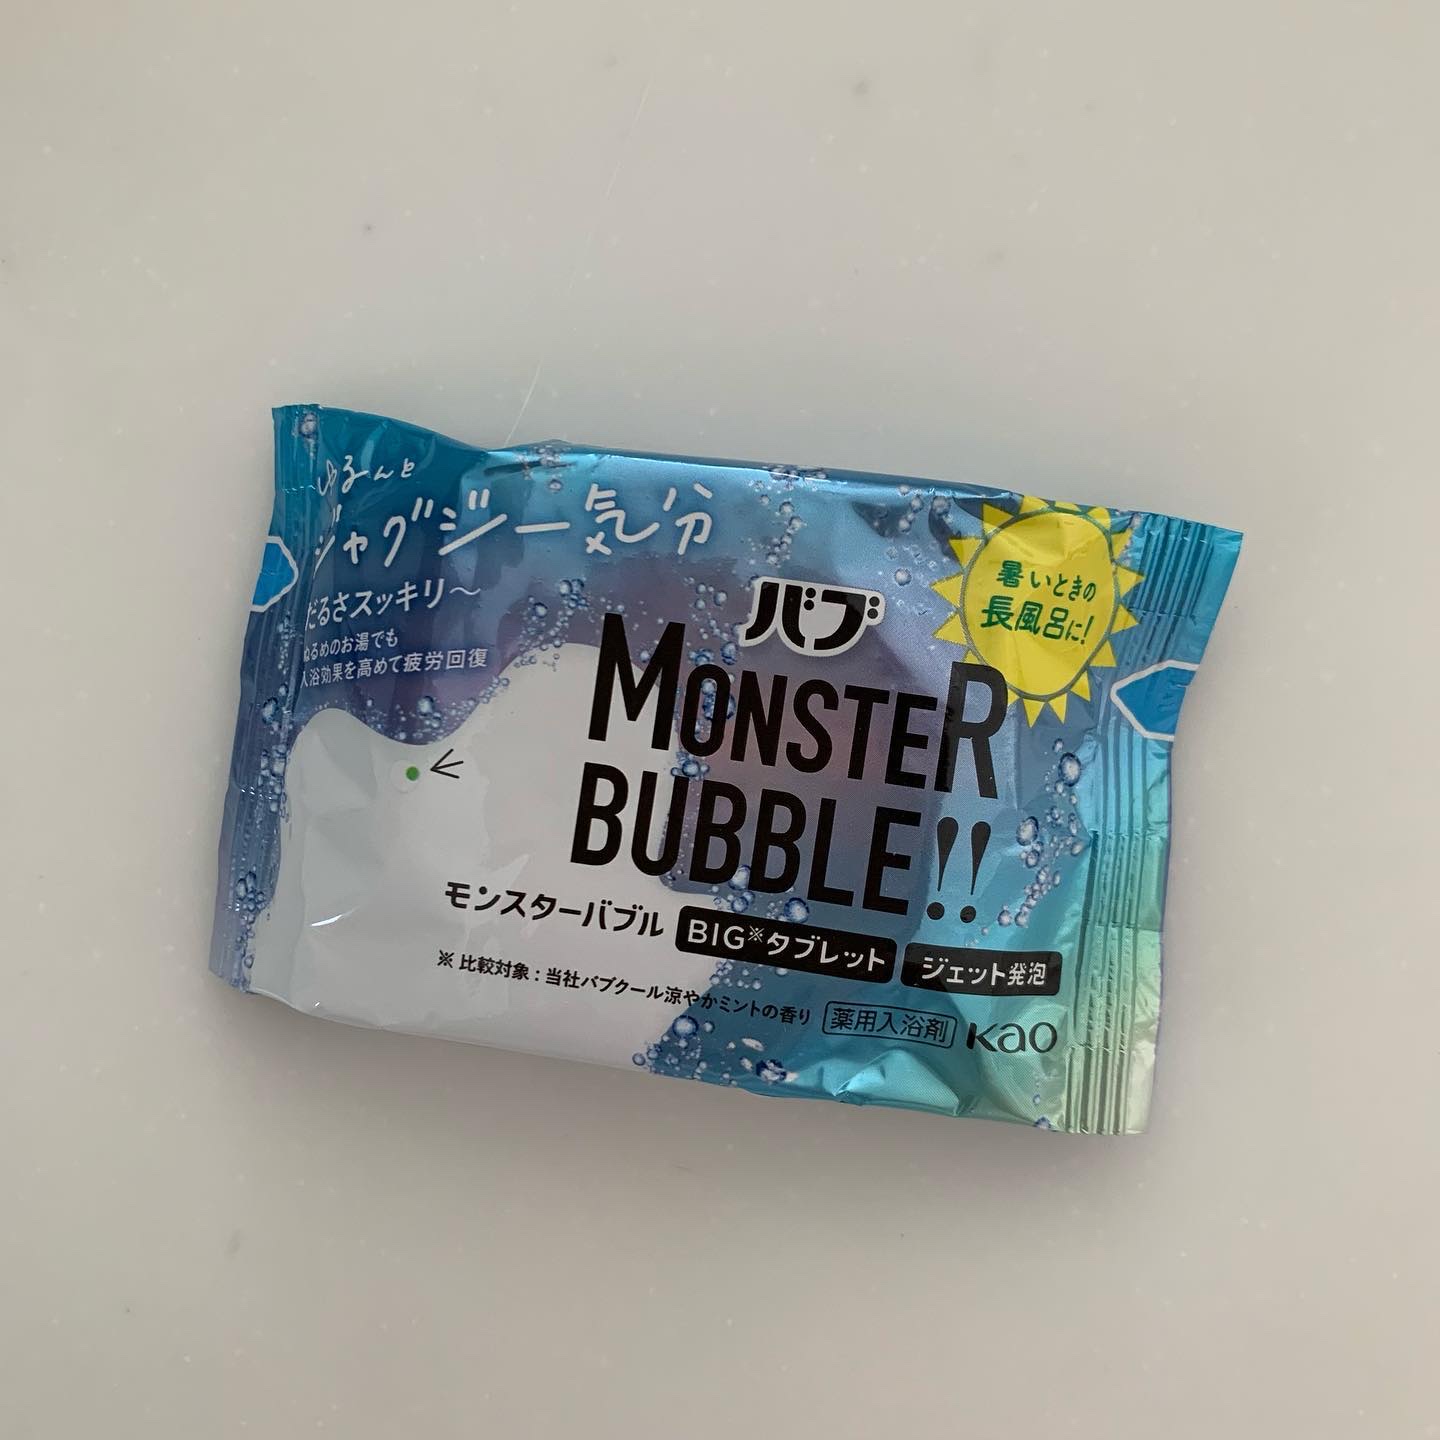 ゆるんと
ジャグジー気分
だるさスッキリ〜
ぬるめのお湯でも
入浴効果を高めて疲労回復
暑いときの
長風呂に!
バブ
MONSTER
BUBBLE!!
モンスターバブル BIG※タブレット ジェット発泡
※ 比較対象:当社バブクール涼やかミントの香り 薬用入浴剤 Kao